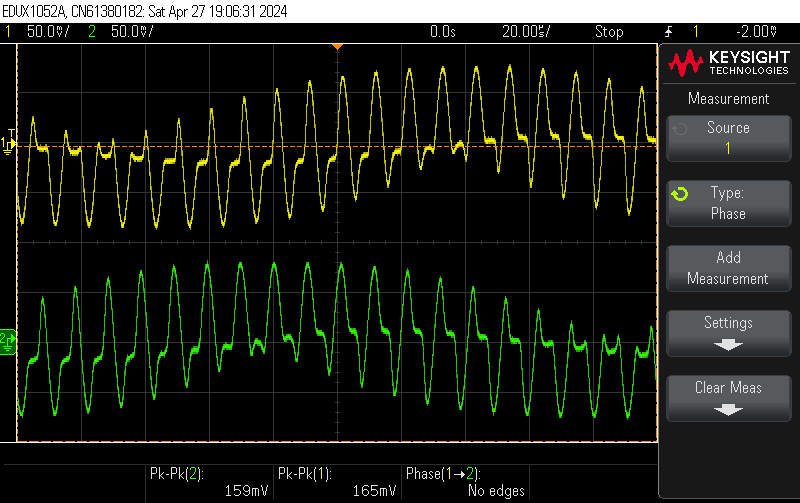 EDUX1052A, CN61380182: Sat Apr 27 19:06:31 2024
1 50.0V/ 2 50.0V/ 0.0s 20.00s/ Stop 1 -2.00V
KEYSIGHT
TECHNOLOGIES
Measurement
Source
1
Type:
Phase
Add
Measurement
Settings
Clear Meas
1 T
2
Pk-Pk(2): Pk-Pk(1): Phase(1→2):
159mV 165mV No edges